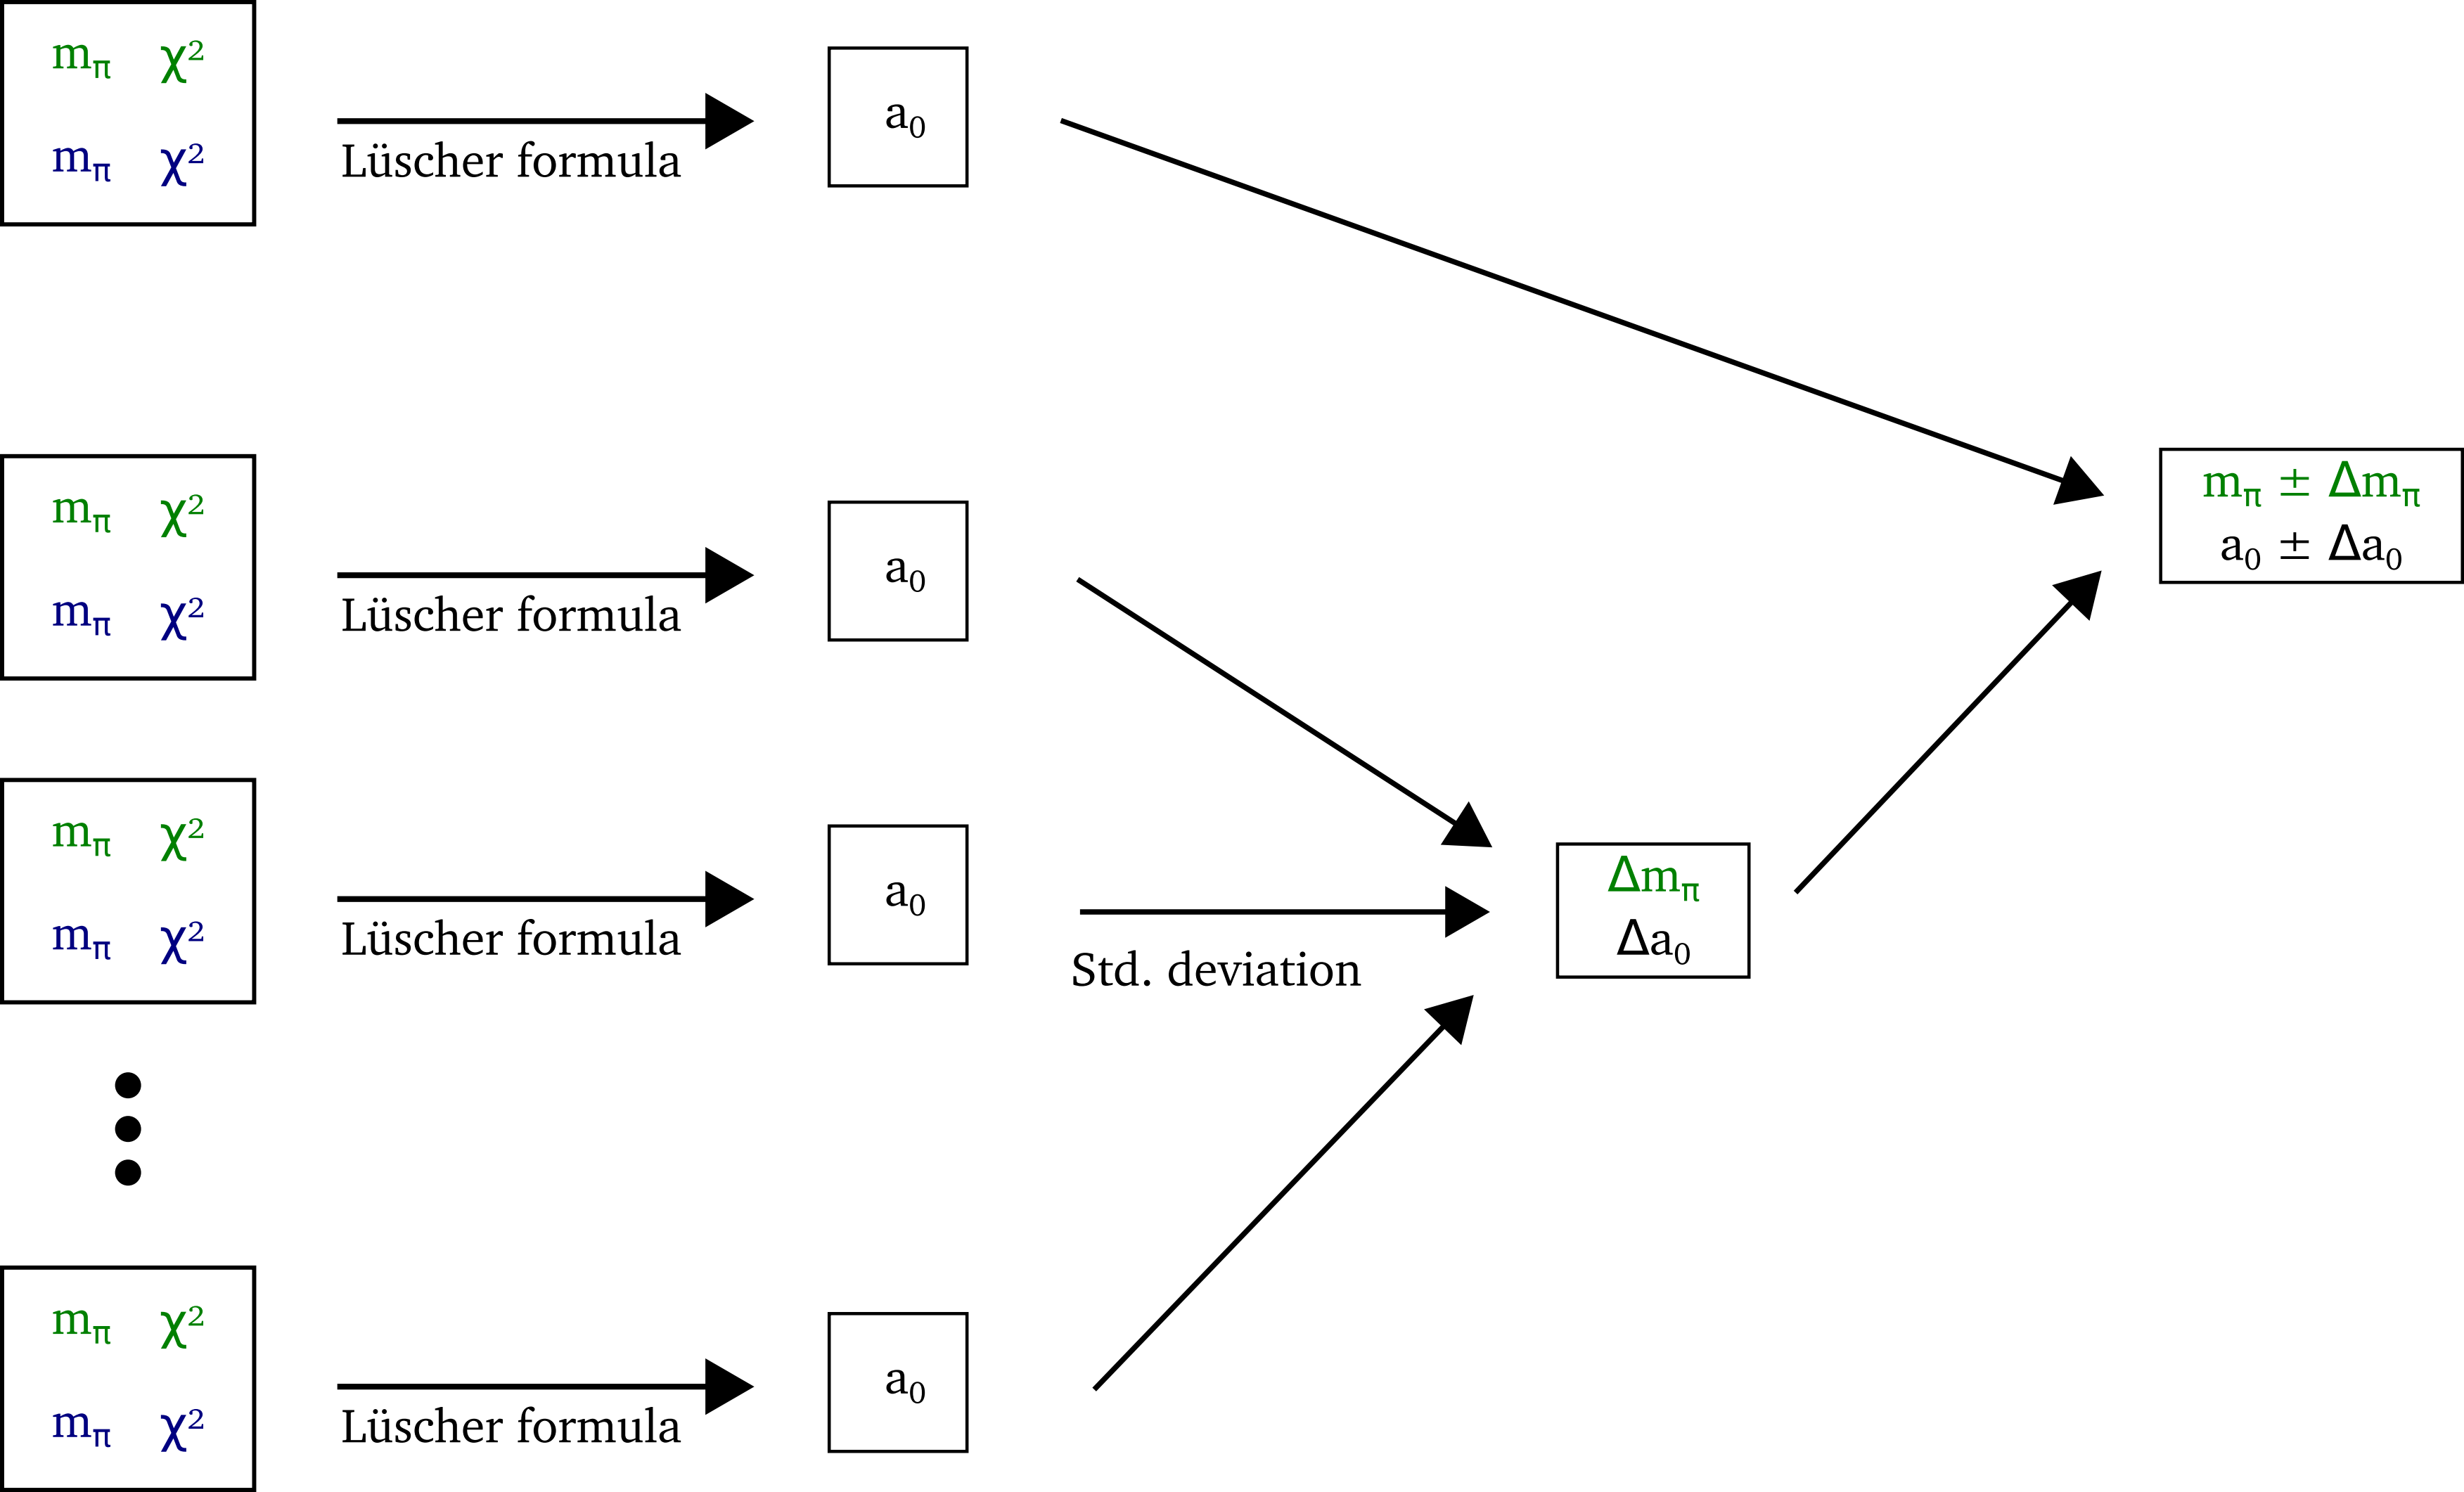 mπ χ²
mπ χ²
Lüscher formula
a₀
mπ χ²
mπ χ²
Lüscher formula
a₀
mπ ± Δmπ
a₀ ± Δa₀
mπ χ²
mπ χ²
Lüscher formula
a₀
Std. deviation
Δmπ
Δa₀
mπ χ²
mπ χ²
Lüscher formula
a₀